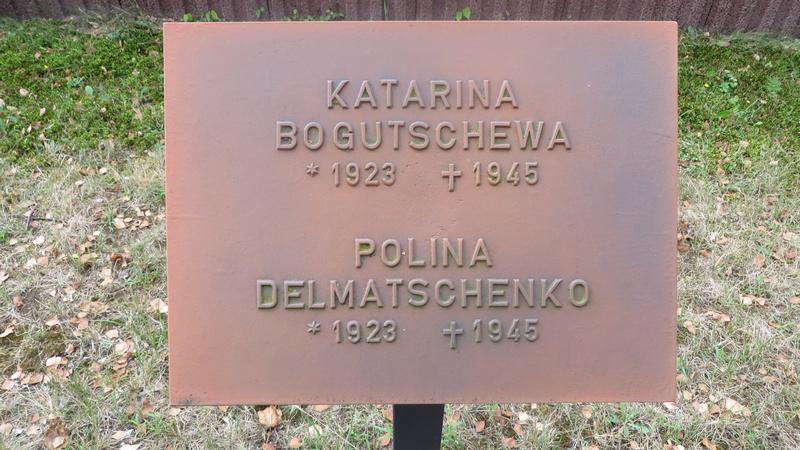 KATARINA
BOGUTSCHEWA
* 1923 † 1945
POLINA
DELMATSCHENKO
* 1923 † 1945